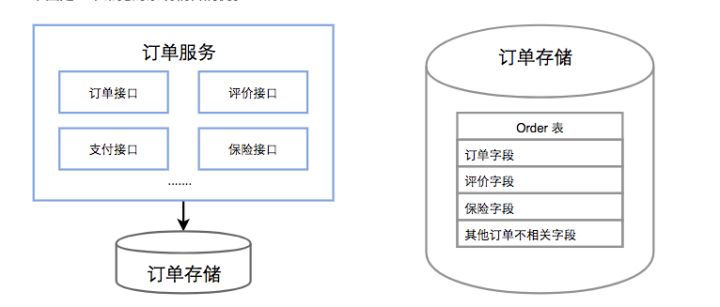 订单服务
订单接口
评价接口
支付接口
保险接口
.......
订单存储
订单存储
Order 表
订单字段
评价字段
保险字段
其他订单不相关字段